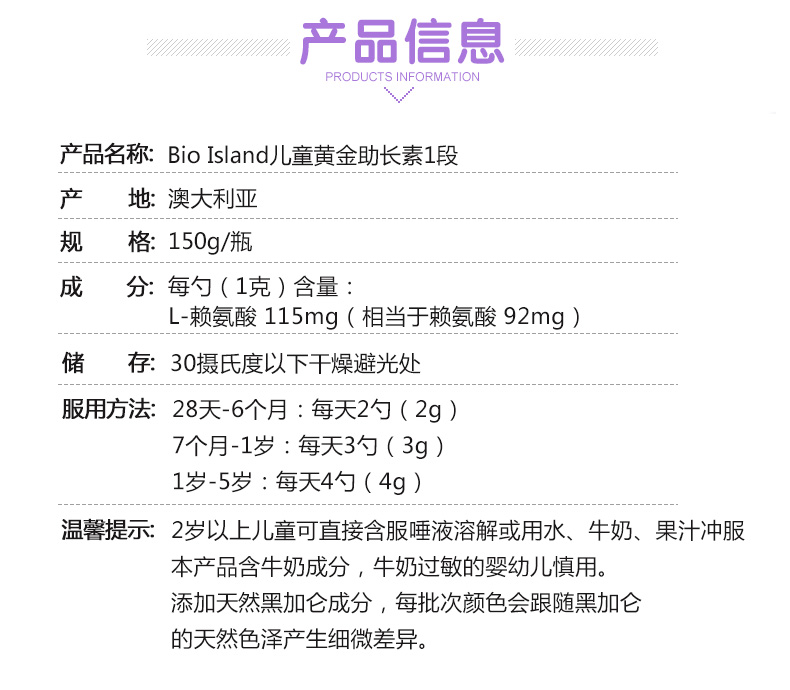 产品信息
PRODUCTS INFORMATION
产品名称: Bio Island儿童黄金助长素1段
产 地: 澳大利亚
规 格: 150g/瓶
成 分: 每勺（1克）含量：
L-赖氨酸 115mg（相当于赖氨酸 92mg）
储 存: 30摄氏度以下干燥避光处
服用方法: 28天-6个月：每天2勺（2g）
7个月-1岁：每天3勺（3g）
1岁-5岁：每天4勺（4g）
温馨提示: 2岁以上儿童可直接含服唾液溶解或用水、牛奶、果汁冲服
本产品含牛奶成分，牛奶过敏的婴幼儿慎用。
添加天然黑加仑成分，每批次颜色会跟随黑加仑
的天然色泽产生细微差异。